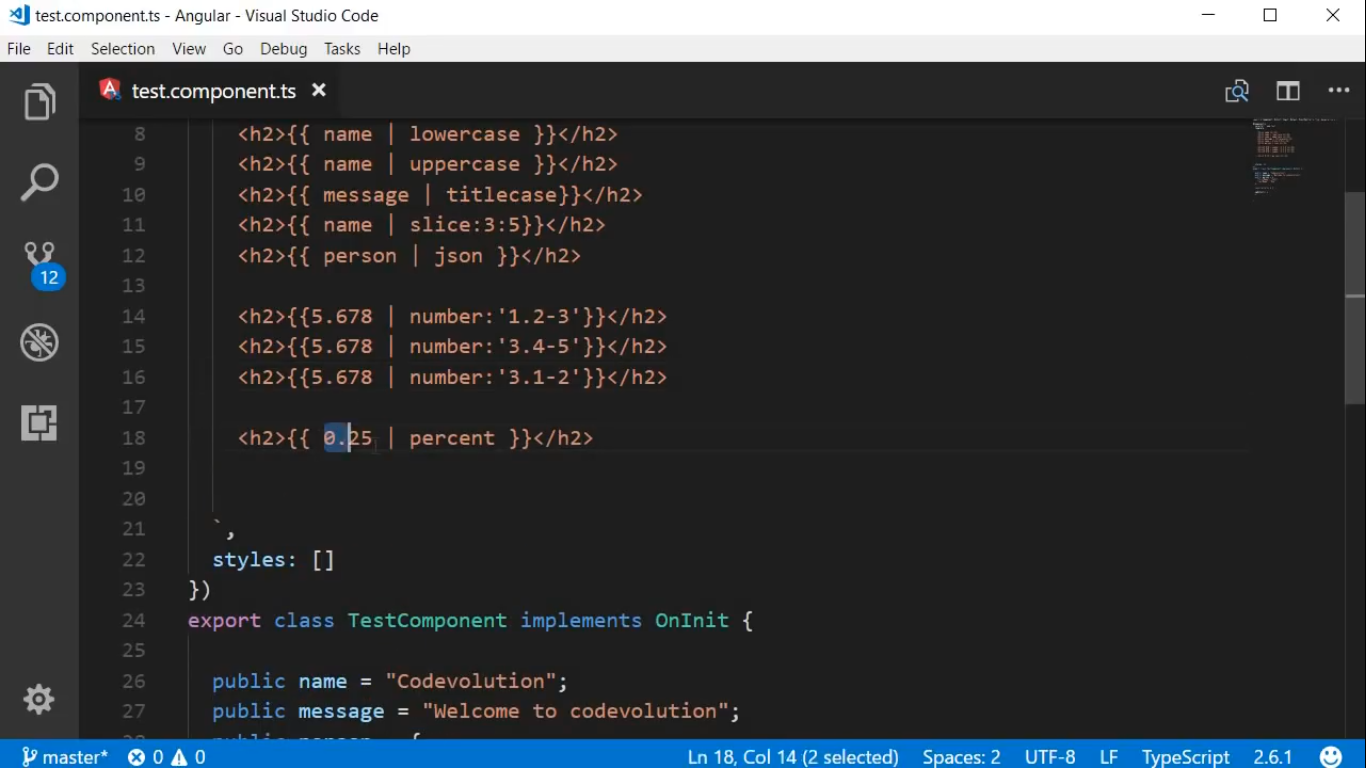 test.component.ts - Angular - Visual Studio Code
File Edit Selection View Go Debug Tasks Help
test.component.ts
8 <h2>{{ name | lowercase }}</h2>
9 <h2>{{ name | uppercase }}</h2>
10 <h2>{{ message | titlecase}}</h2>
11 <h2>{{ name | slice:3:5}}</h2>
12 <h2>{{ person | json }}</h2>
13
14 <h2>{{5.678 | number:'1.2-3'}}</h2>
15 <h2>{{5.678 | number:'3.4-5'}}</h2>
16 <h2>{{5.678 | number:'3.1-2'}}</h2>
17
18 <h2>{{ 0.25 | percent }}</h2>
19
20
21 `,
22 styles: []
23 })
24 export class TestComponent implements OnInit {
25
26 public name = "Codevolution";
27 public message = "Welcome to codevolution";
12
master* 0 0 Ln 18, Col 14 (2 selected) Spaces: 2 UTF-8 LF TypeScript 2.6.1